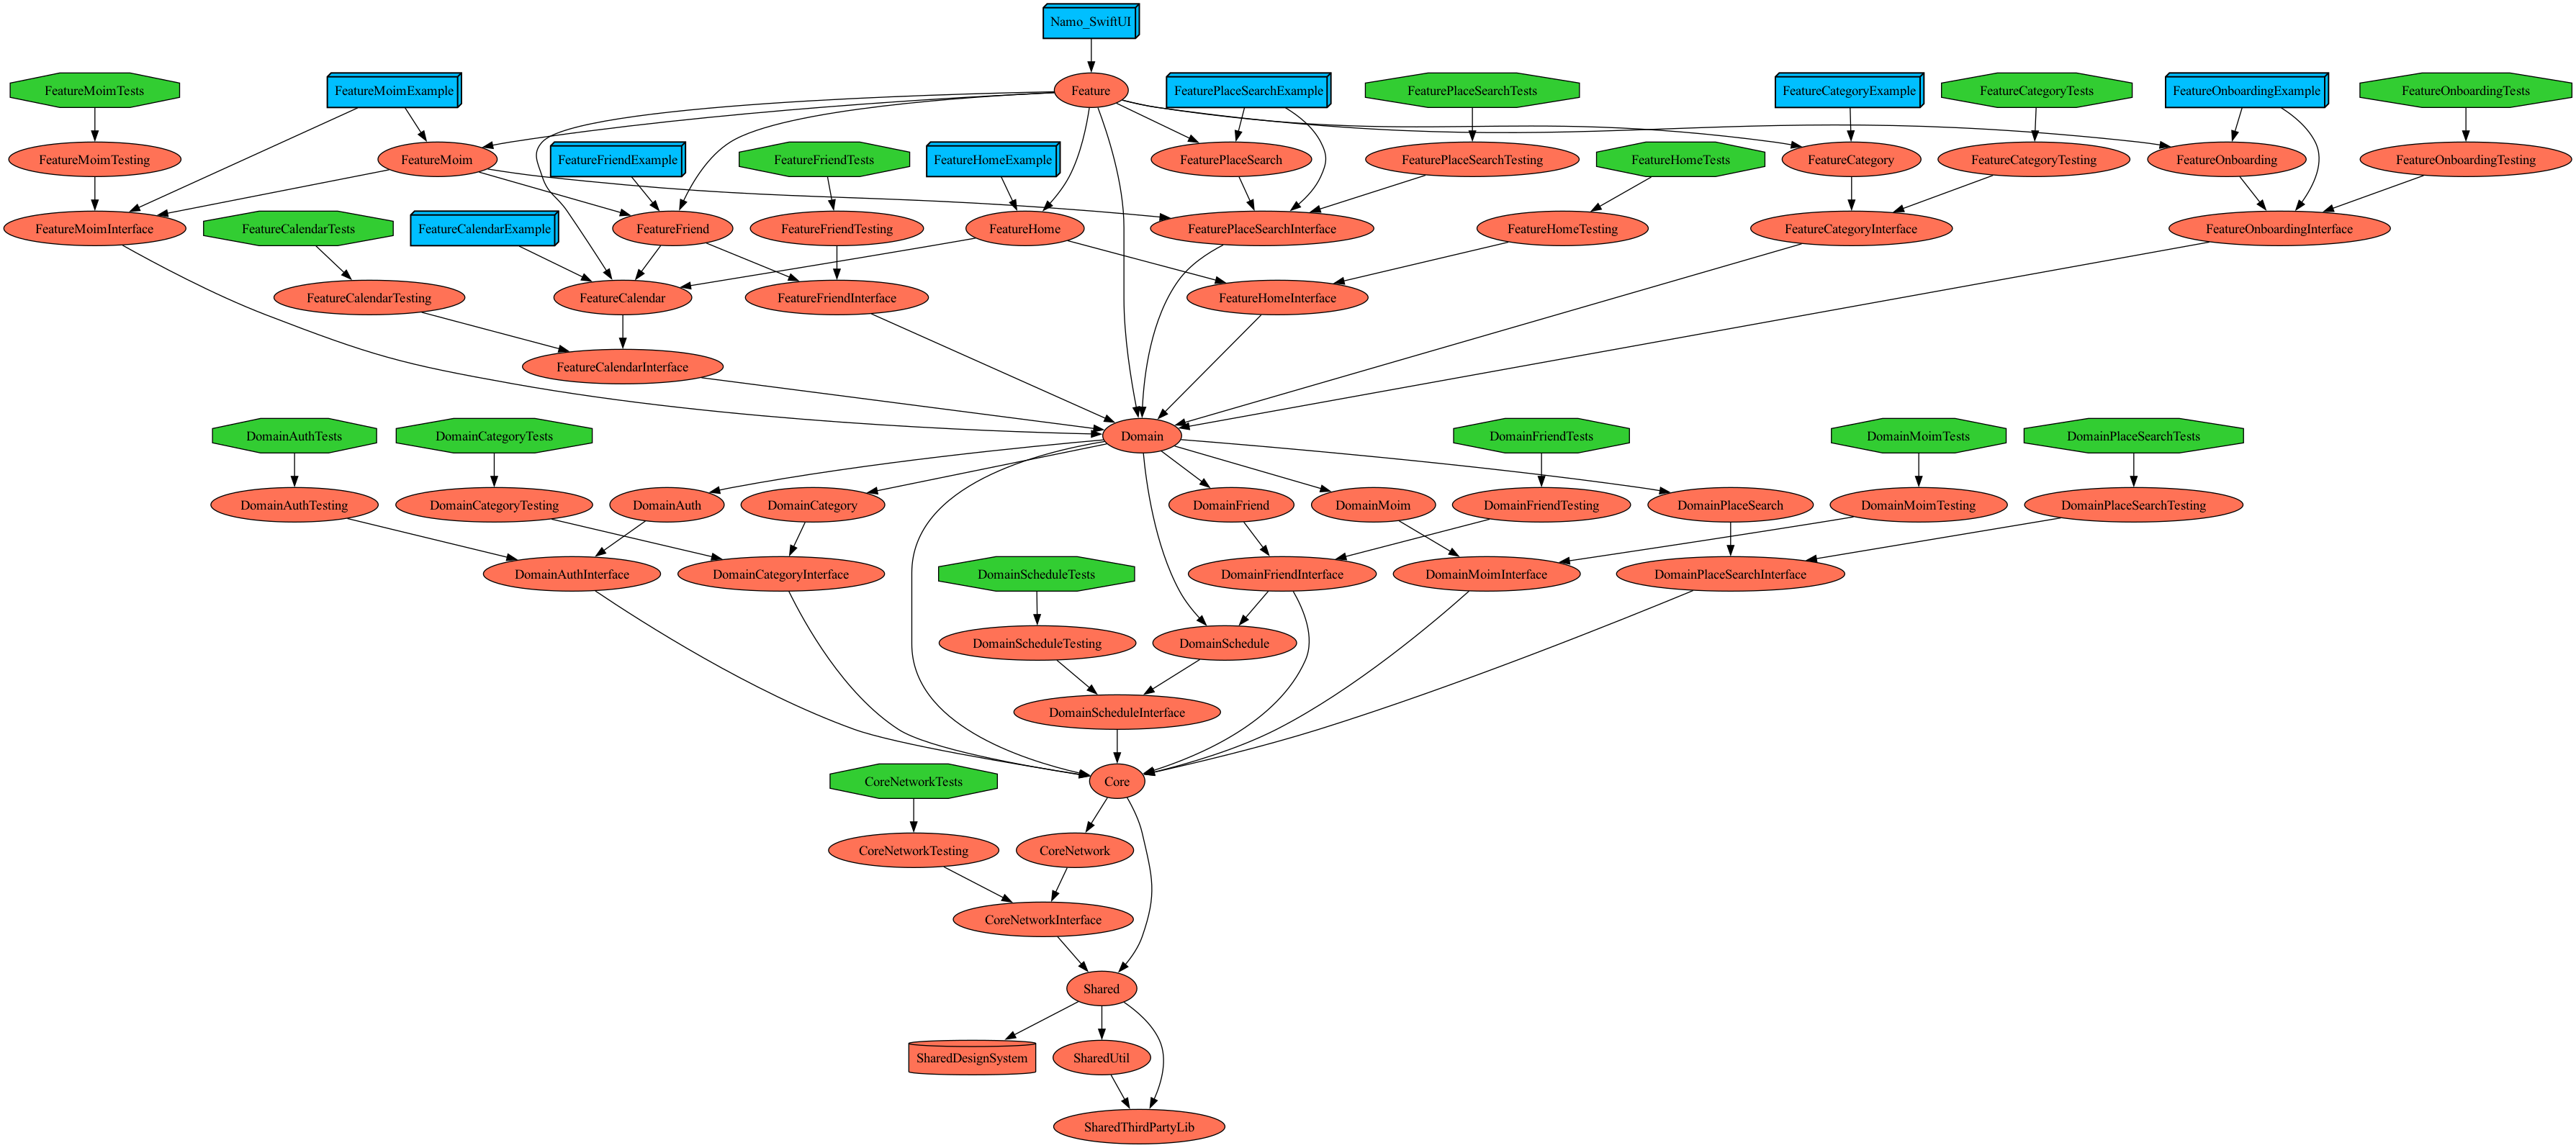 Namo_SwiftUI
FeatureMoimTests
FeatureMoimExample
Feature
FeaturePlaceSearchExample
FeaturePlaceSearchTests
FeatureCategoryExample
FeatureCategoryTests
FeatureOnboardingExample
FeatureOnboardingTests
FeatureMoimTesting
FeatureMoim
FeatureFriendExample
FeatureFriendTests
FeatureHomeExample
FeaturePlaceSearch
FeaturePlaceSearchTesting
FeatureHomeTests
FeatureCategory
FeatureCategoryTesting
FeatureOnboarding
FeatureOnboardingTesting
FeatureMoimInterface
FeatureCalendarTests
FeatureCalendarExample
FeatureFriend
FeatureFriendTesting
FeatureHome
FeaturePlaceSearchInterface
FeatureHomeTesting
FeatureCategoryInterface
FeatureOnboardingInterface
FeatureCalendarTesting
FeatureCalendar
FeatureFriendInterface
FeatureHomeInterface
FeatureCalendarInterface
DomainAuthTests
DomainCategoryTests
Domain
DomainFriendTests
DomainMoimTests
DomainPlaceSearchTests
DomainAuthTesting
DomainCategoryTesting
DomainAuth
DomainCategory
DomainFriend
DomainMoim
DomainFriendTesting
DomainPlaceSearch
DomainMoimTesting
DomainPlaceSearchTesting
DomainAuthInterface
DomainCategoryInterface
DomainScheduleTests
DomainFriendInterface
DomainMoimInterface
DomainPlaceSearchInterface
DomainScheduleTesting
DomainSchedule
DomainScheduleInterface
CoreNetworkTests
Core
CoreNetworkTesting
CoreNetwork
CoreNetworkInterface
Shared
SharedDesignSystem
SharedUtil
SharedThirdPartyLib